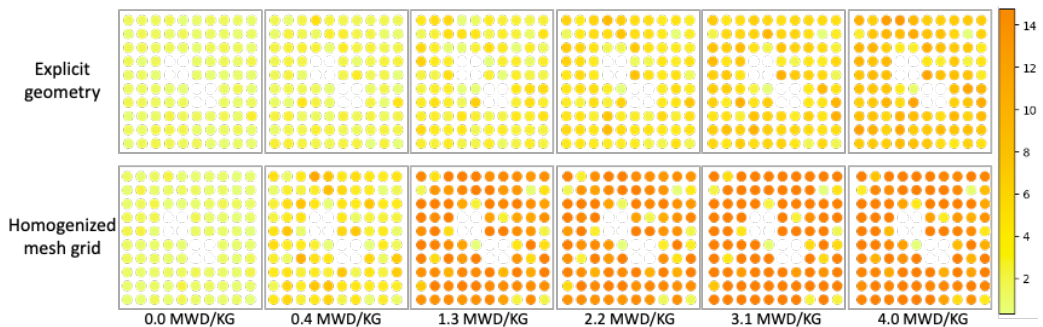 Explicit
geometry
14
12
10
8
6
4
2
Homogenized
mesh grid
0.0 MWD/KG 0.4 MWD/KG 1.3 MWD/KG 2.2 MWD/KG 3.1 MWD/KG 4.0 MWD/KG